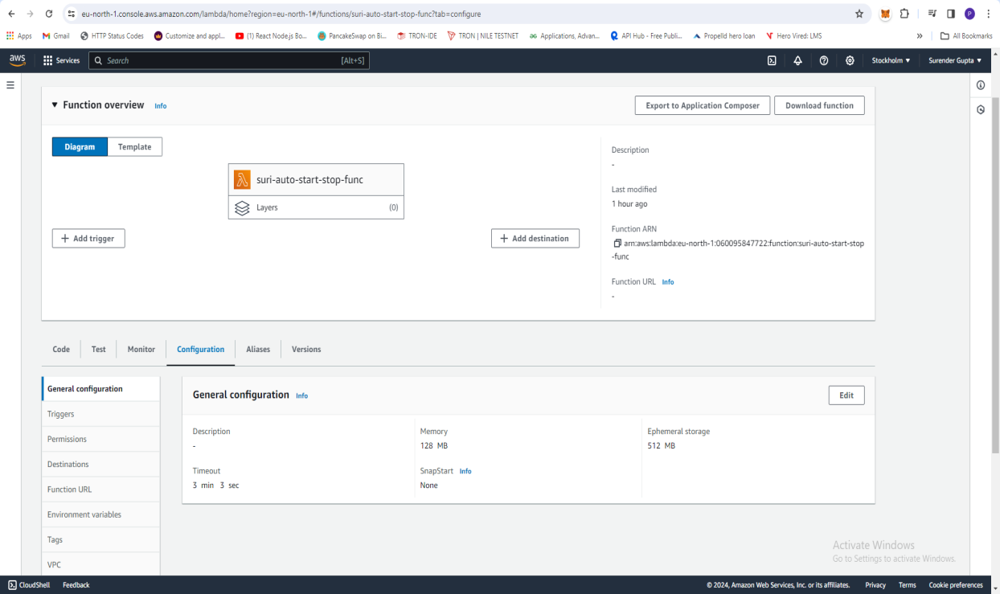 eu-north-1.console.aws.amazon.com/lambda/home?region=eu-north-1#/functions/suri-auto-start-stop-func?tab=configure
P
Apps Gmail HTTP Status Codes Customize and appl... (1) React Node.js Bo... PancakeSwap on Bi... TRON-IDE TRON | NILE TESTNET Applications, Advan... API Hub - Free Publi... Propelld hero loan Hero Vired: LMS » All Bookmarks
aws Services Search [Alt+S] Stockholm Surender Gupta
Function overview Info Export to Application Composer Download function
Diagram Template
suri-auto-start-stop-func
Layers (0)
Add trigger
Add destination
Description
-
Last modified
1 hour ago
Function ARN
arn:aws:lambda:eu-north-1:060095847722:function:suri-auto-start-stop
-func
Function URL Info
-
Code Test Monitor Configuration Aliases Versions
General configuration
Triggers
Permissions
Destinations
Function URL
Environment variables
Tags
VPC
General configuration Info Edit
Description
-
Timeout
3 min 3 sec
Memory
128 MB
SnapStart Info
None
Ephemeral storage
512 MB
Activate Windows
Go to Settings to activate Windows.
CloudShell Feedback © 2024, Amazon Web Services, Inc. or its affiliates. Privacy Terms Cookie preferences